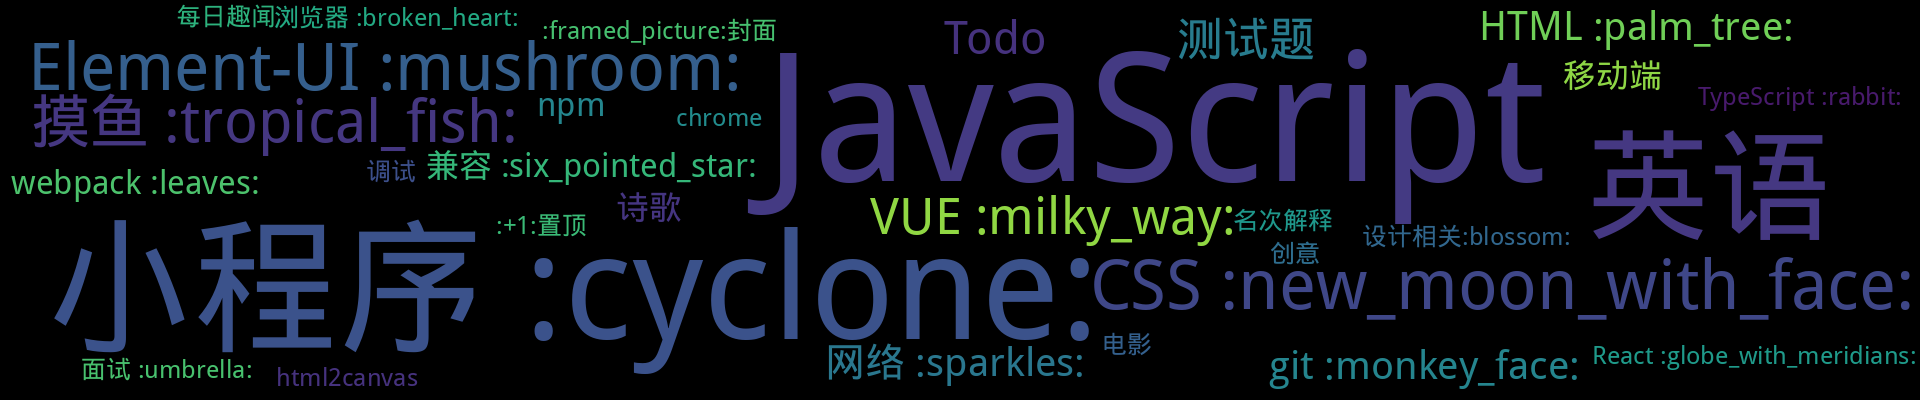 每日趣闻浏览器 :broken_heart:
:framed_picture:封面
Todo
测试题
HTML :palm_tree:
Element-UI :mushroom:
JavaScript
移动端
TypeScript :rabbit:
摸鱼 :tropical_fish:
npm
chrome
英语
调试
兼容 :six_pointed_star:
webpack :leaves:
诗歌
:+1:置顶
VUE :milky_way:
名次解释
设计相关:blossom:
创意
小程序 :cyclone:
CSS :new_moon_with_face:
电影
网络 :sparkles:
git :monkey_face:
React :globe_with_meridians:
面试 :umbrella:
html2canvas